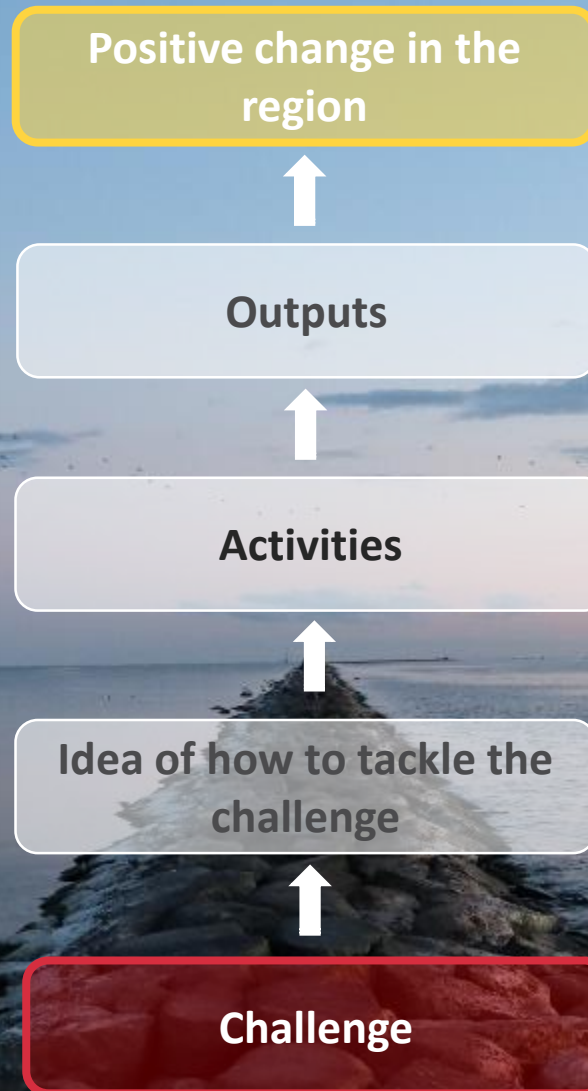 Positive change in the
region
Outputs
Activities
Idea of how to tackle the
challenge
Challenge